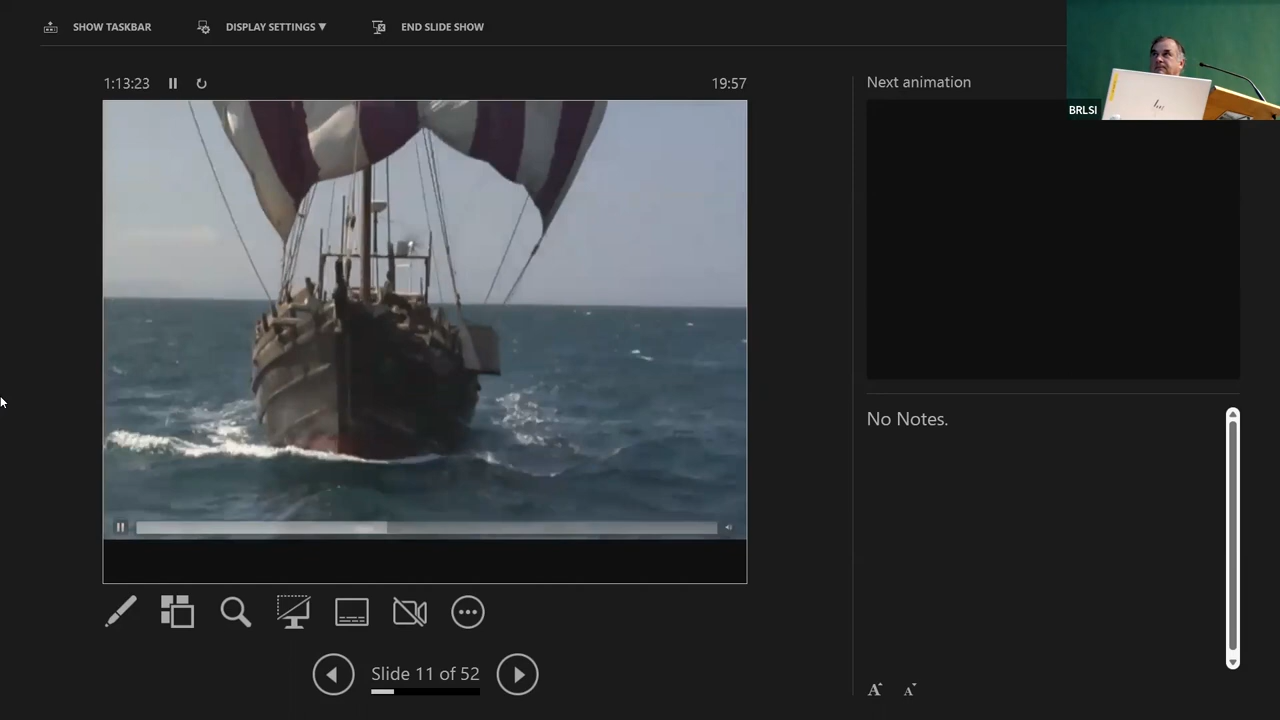 SHOW TASKBAR
DISPLAY SETTINGS ▼
END SLIDE SHOW
1:13:23
19:57
Next animation
BRLSI
No Notes.
Slide 11 of 52
A A